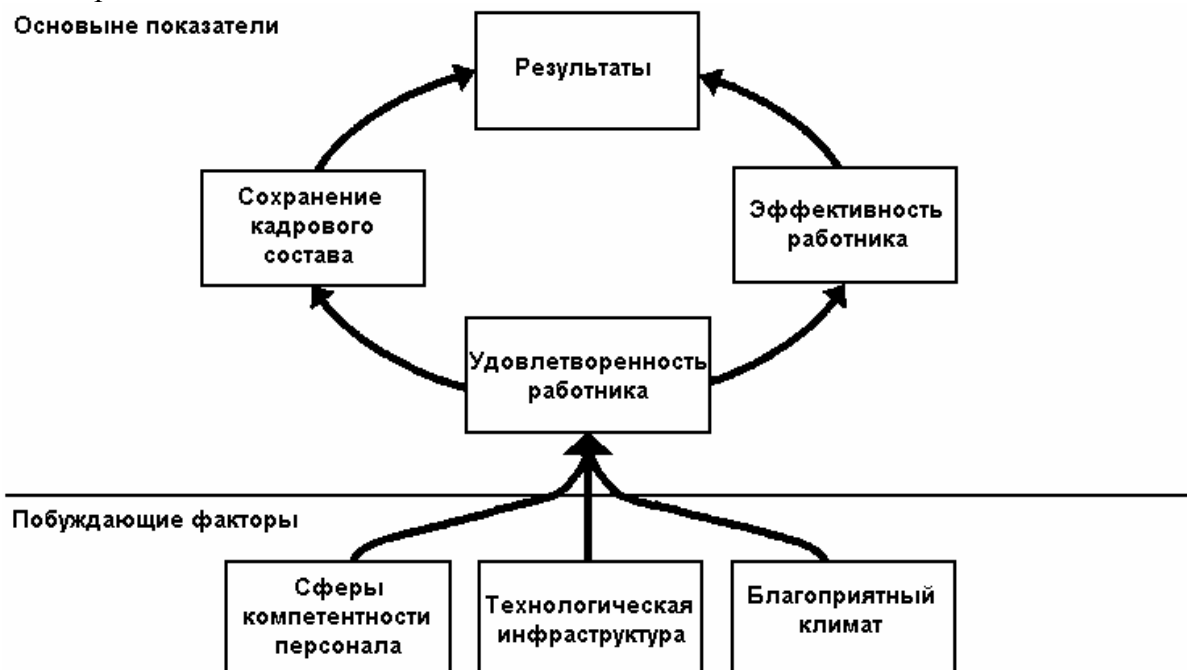 Основыне показатели
Результаты
Сохранение
кадрового
состава
Эффективность
работника
Удовлетворенность
работника
Побуждающие факторы
Сферы
компетентности
персонала
Технологическая
инфраструктура
Благоприятный
климат